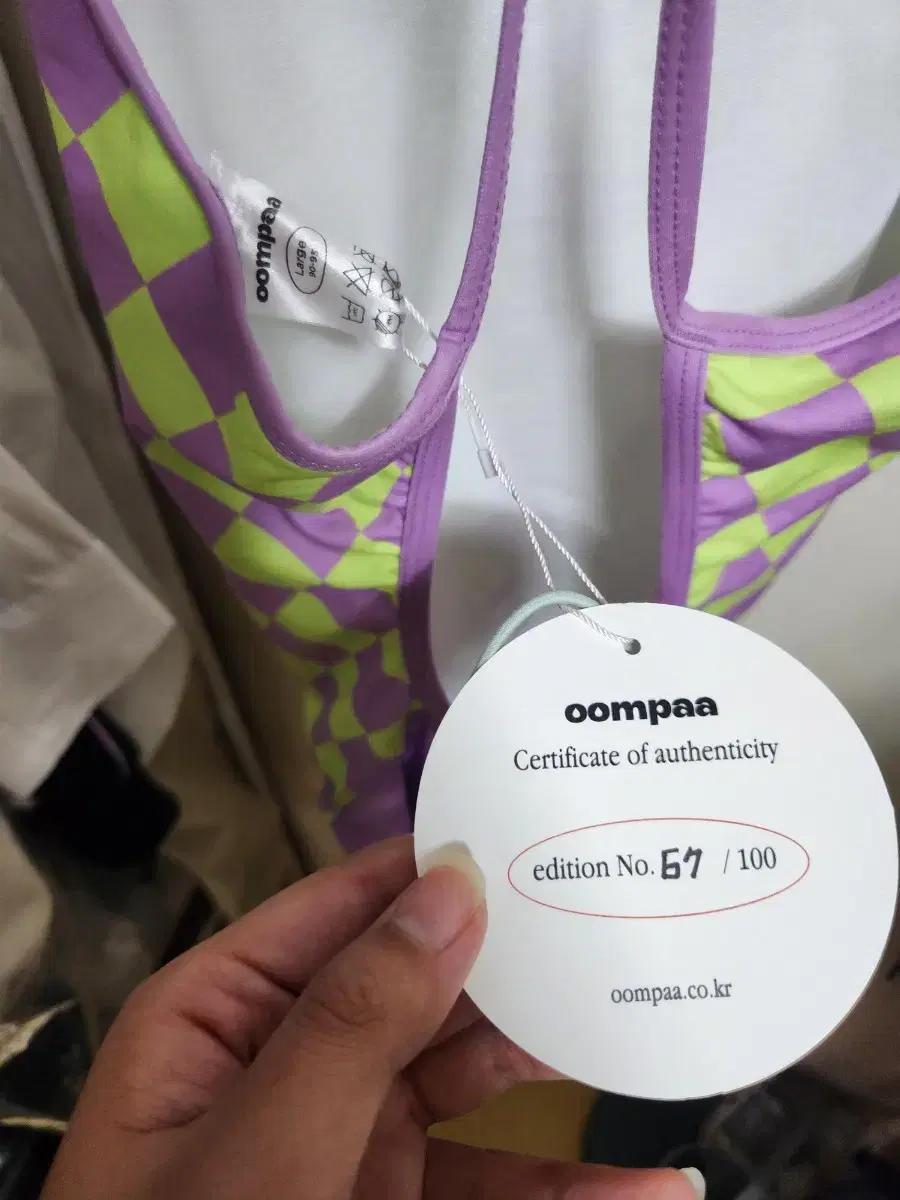 oompaa
Large
90-95
oompaa
Certificate of authenticity
edition No. 67 / 100
oompaa.co.kr